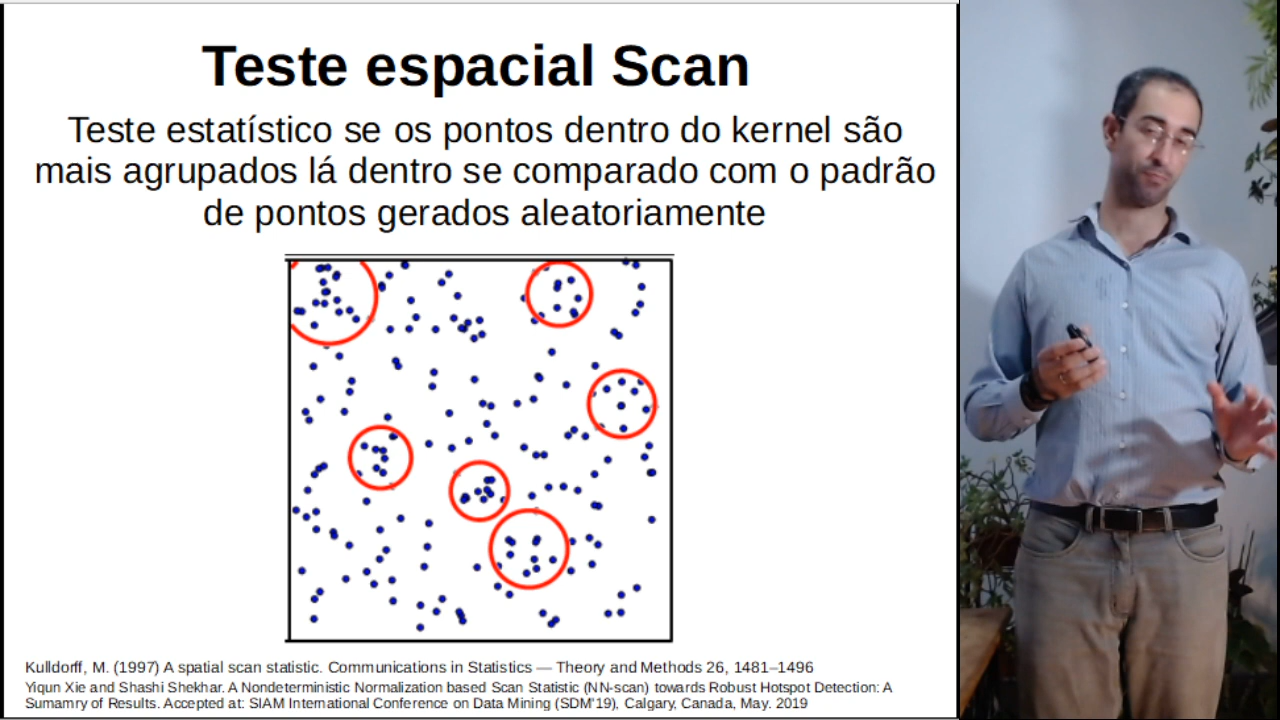 Teste espacial Scan
Teste estatístico se os pontos dentro do kernel são
mais agrupados lá dentro se comparado com o padrão
de pontos gerados aleatoriamente
Kulldorff, M. (1997) A spatial scan statistic. Communications in Statistics — Theory and Methods 26, 1481–1496
Yiqun Xie and Shashi Shekhar. A Nondeterministic Normalization based Scan Statistic (NN-scan) towards Robust Hotspot Detection: A
Sumamry of Results. Accepted at: SIAM International Conference on Data Mining (SDM'19), Calgary, Canada, May. 2019